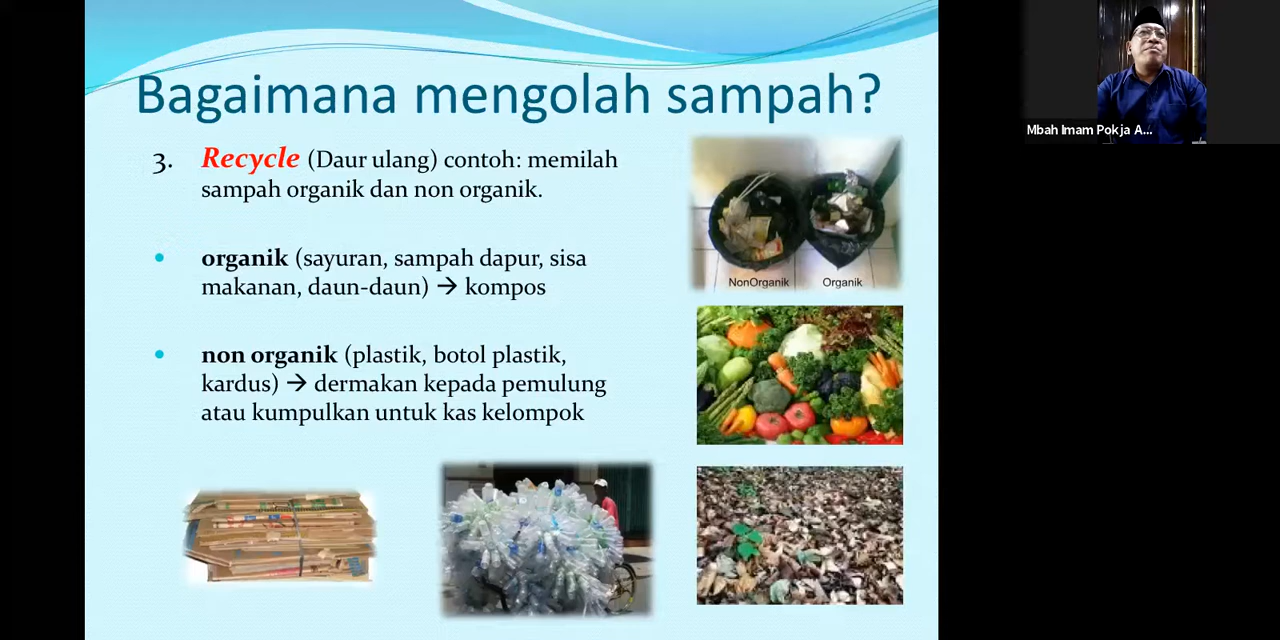 Bagaimana mengolah sampah?
3. Recycle (Daur ulang) contoh: memilah
sampah organik dan non organik.
• organik (sayuran, sampah dapur, sisa
makanan, daun-daun) → kompos
• non organik (plastik, botol plastik,
kardus) → dermakan kepada pemulung
atau kumpulkan untuk kas kelompok
NonOrganik Organik
Mbah Imam Pokja A...